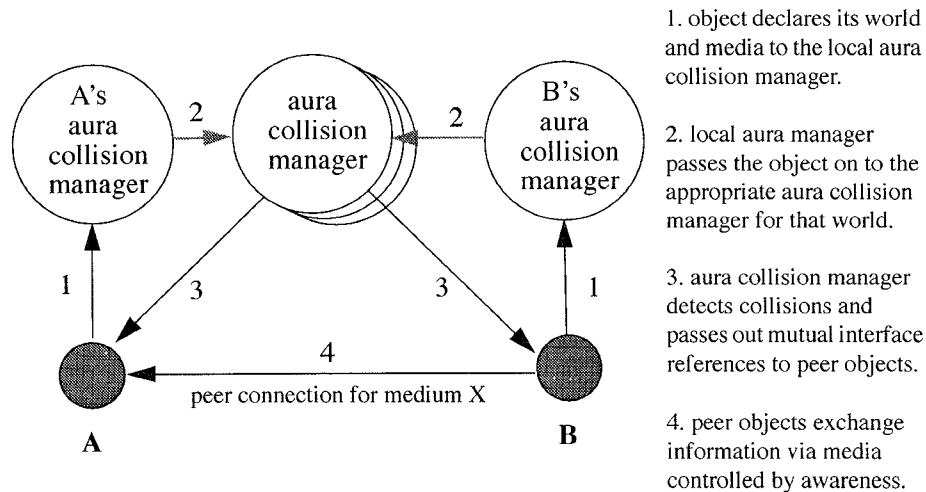 A's
aura
collision
manager
2
aura
collision
manager
2
B's
aura
collision
manager
1
3
3
1
4
peer connection for medium X
A
B
1. object declares its world
and media to the local aura
collision manager.
2. local aura manager
passes the object on to the
appropriate aura collision
manager for that world.
3. aura collision manager
detects collisions and
passes out mutual interface
references to peer objects.
4. peer objects exchange
information via media
controlled by awareness.